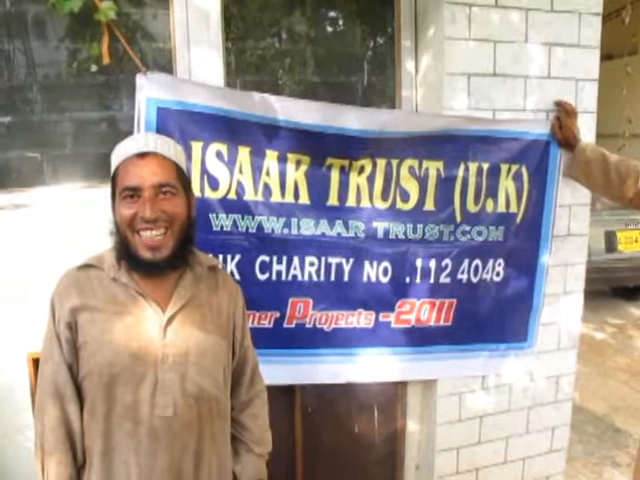 ISAAR TRUST (U.K)
WWW.ISAAR TRUST.COM
CHARITY NO .112 4048
Projects -2011